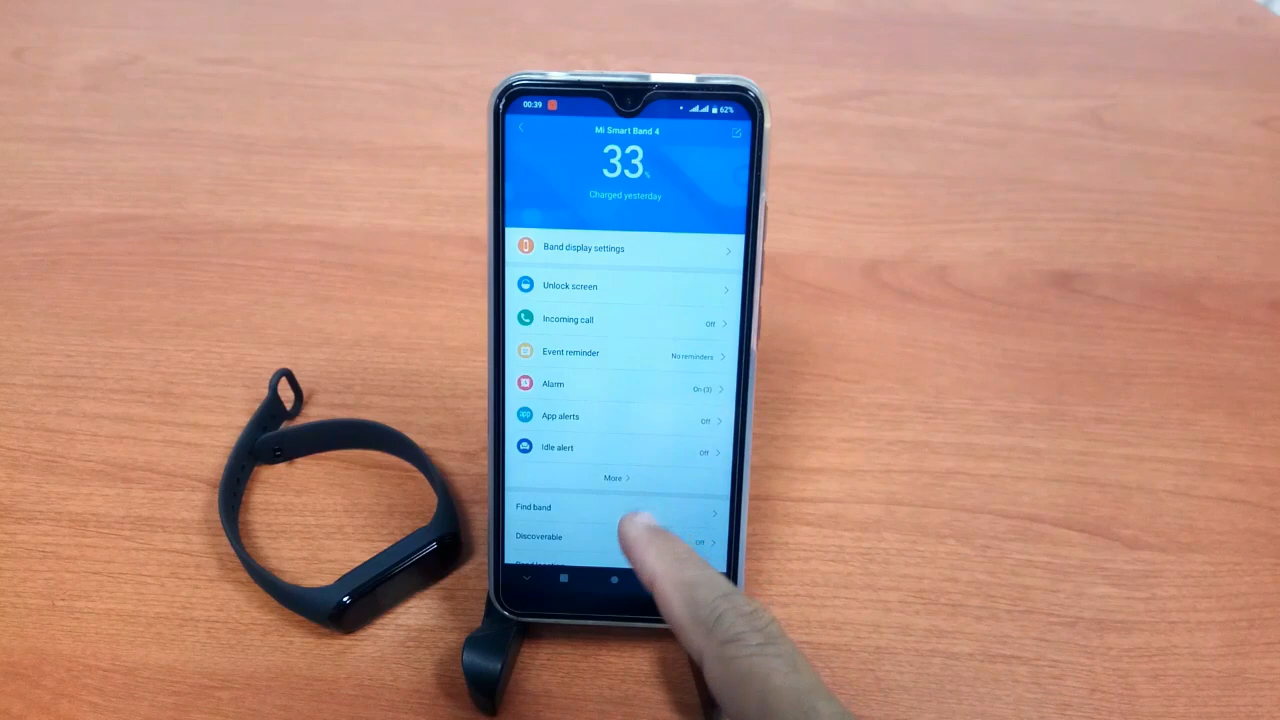 00:39 62%
Mi Smart Band 4
33%
Charged yesterday
Band display settings
Unlock screen
Incoming call Off
Event reminder No reminders
Alarm On (3)
app App alerts Off
Idle alert Off
More
Find band
Discoverable Off